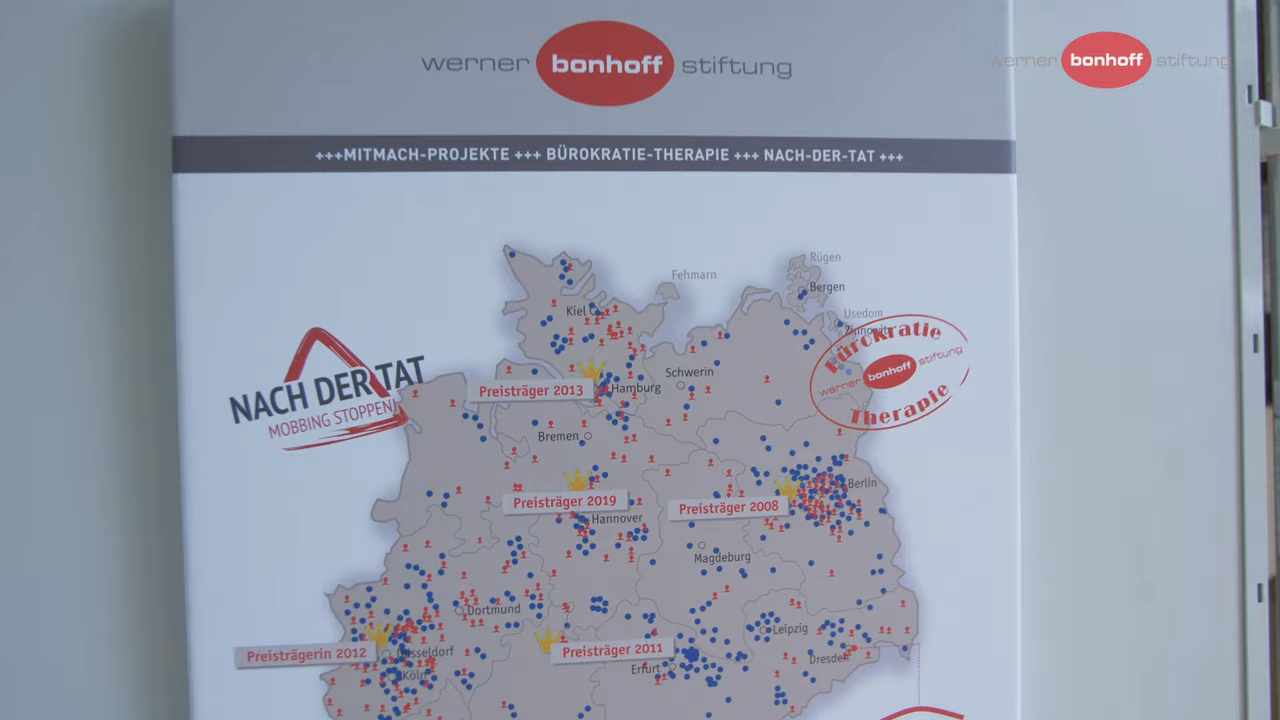 werner bonhoff stiftung
werner bonhoff stiftung
+++MITMACH-PROJEKTE +++ BÜROKRATIE-THERAPIE +++ NACH-DER-TAT +++
Rügen
Fehmarn
Bergen
Kiel
Usedom
Zinnowitz
Bürokratie
werner bonhoff stiftung
Therapie
NACH DER TAT
MOBBING STOPPEN!
Schwerin
Preisträger 2013
Hamburg
Bremen
Berlin
Preisträger 2019
Preisträger 2008
Hannover
Magdeburg
Dortmund
Leipzig
Preisträgerin 2012
Düsseldorf
Preisträger 2011
Dresden
Erfurt
Köln